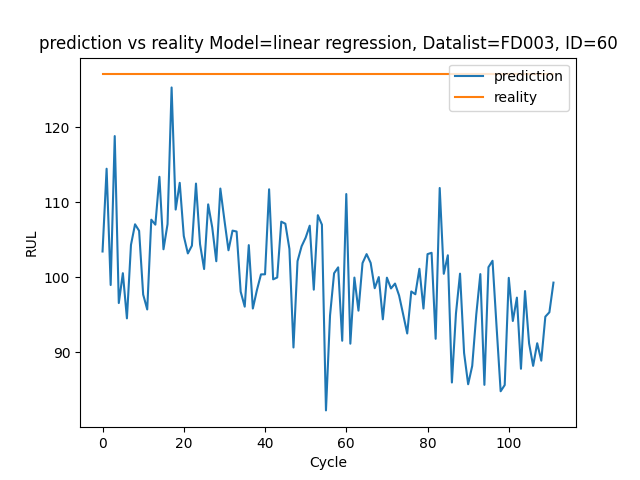 prediction vs reality Model=linear regression, Datalist=FD003, ID=60
prediction
reality
120
110
100
90
RUL
0 20 40 60 80 100
Cycle